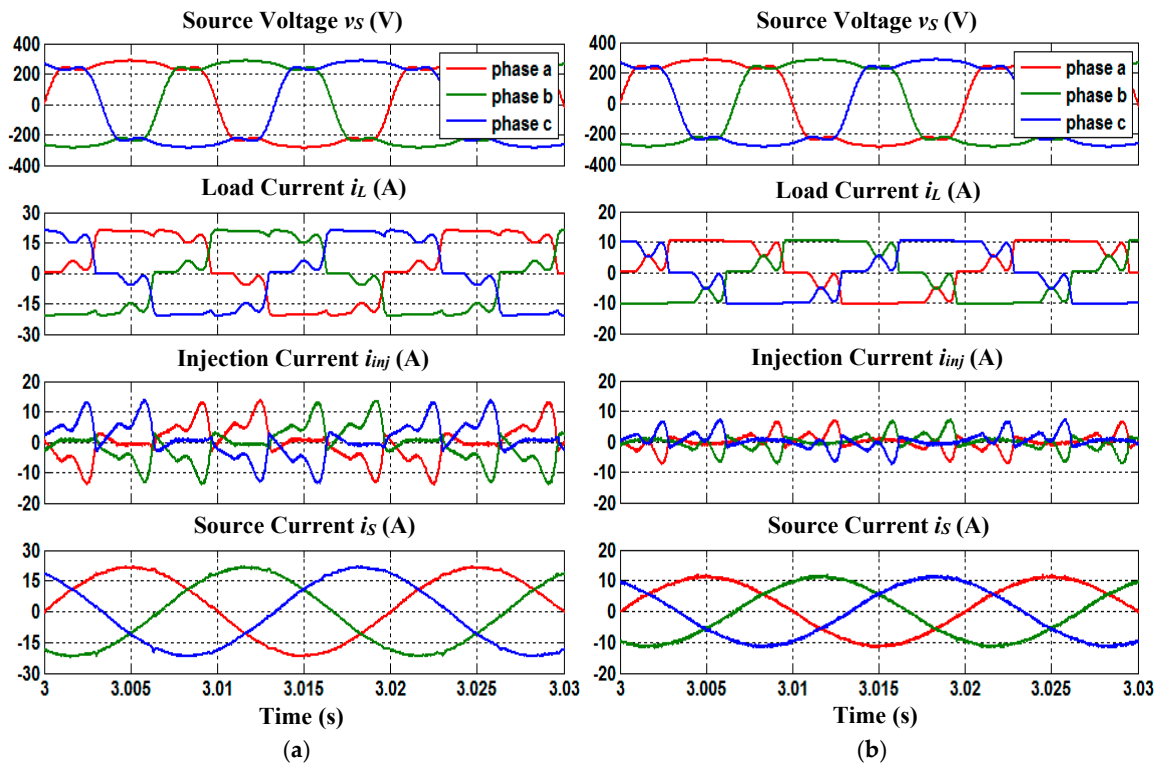 Source Voltage vS (V)
400
200
0
-200
-400
phase a
phase b
phase c
Load Current iL (A)
30
15
0
-15
-30
Injection Current iinj (A)
20
10
0
-10
-20
Source Current iS (A)
30
15
0
-15
-30
3 3.005 3.01 3.015 3.02 3.025 3.03
Time (s)
(a)
Source Voltage vS (V)
400
200
0
-200
-400
phase a
phase b
phase c
Load Current iL (A)
20
10
0
-10
-20
Injection Current iinj (A)
20
10
0
-10
-20
Source Current iS (A)
20
10
0
-10
-20
3 3.005 3.01 3.015 3.02 3.025 3.03
Time (s)
(b)